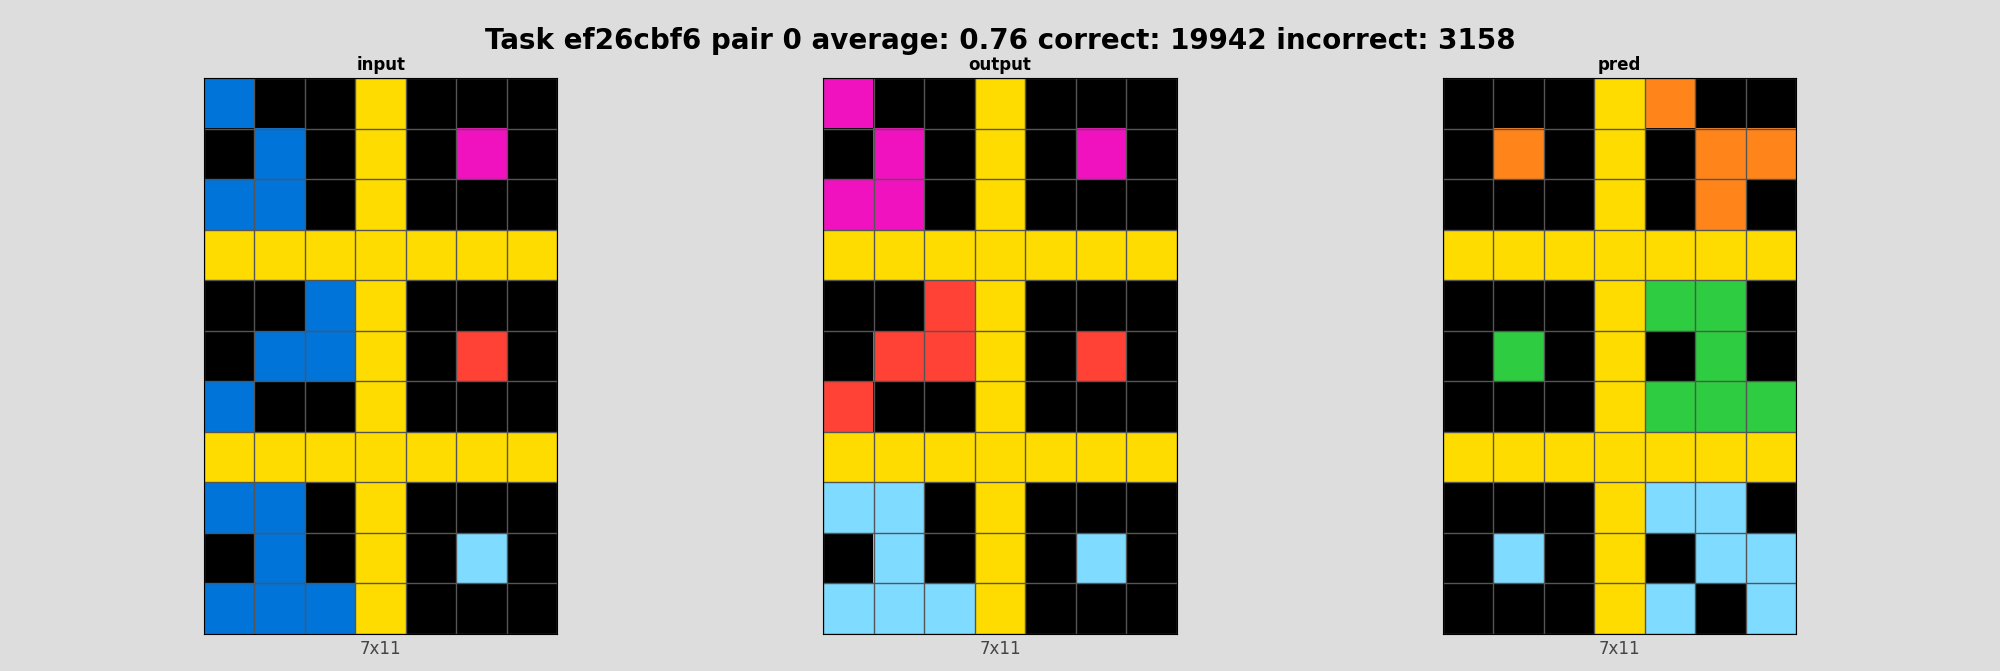 Task ef26cbf6 pair 0 average: 0.76 correct: 19942 incorrect: 3158
input
output
pred
7x11
7x11
7x11